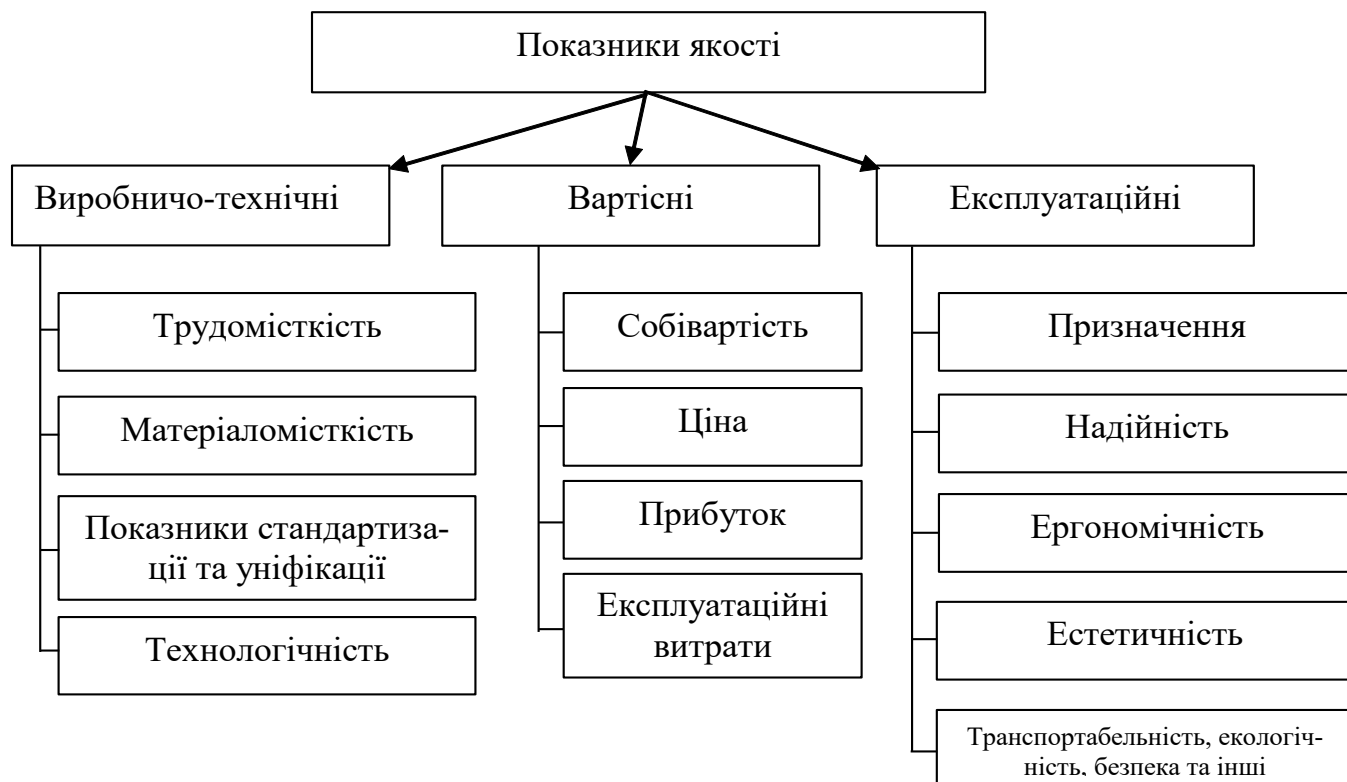 Показники якості
Виробничо-технічні
Вартісні
Експлуатаційні
Трудомісткість
Матеріаломісткість
Показники стандартиза-
ції та уніфікації
Технологічність
Собівартість
Ціна
Прибуток
Експлуатаційні
витрати
Призначення
Надійність
Ергономічність
Естетичність
Транспортабельність, екологіч-
ність, безпека та інші